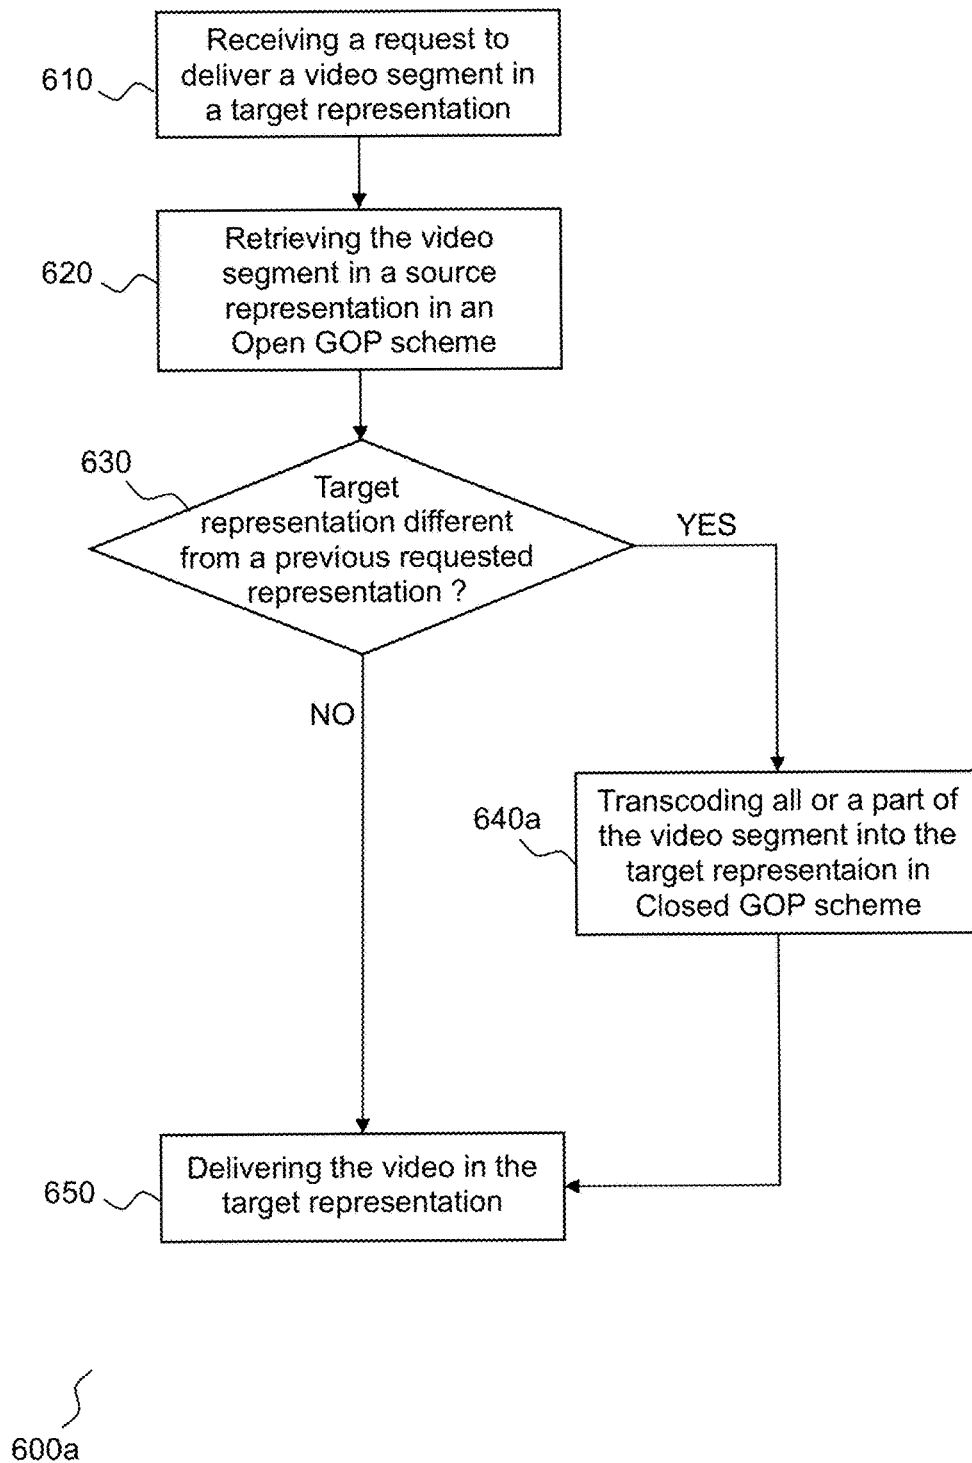 Receiving a request to
deliver a video segment in
a target representation
610
Retrieving the video
segment in a source
representation in an
Open GOP scheme
620
630
Target
representation different
from a previous requested
representation ?
YES
NO
Transcoding all or a part of
the video segment into the
target representaion in
Closed GOP scheme
640a
Delivering the video in the
target representation
650
600a